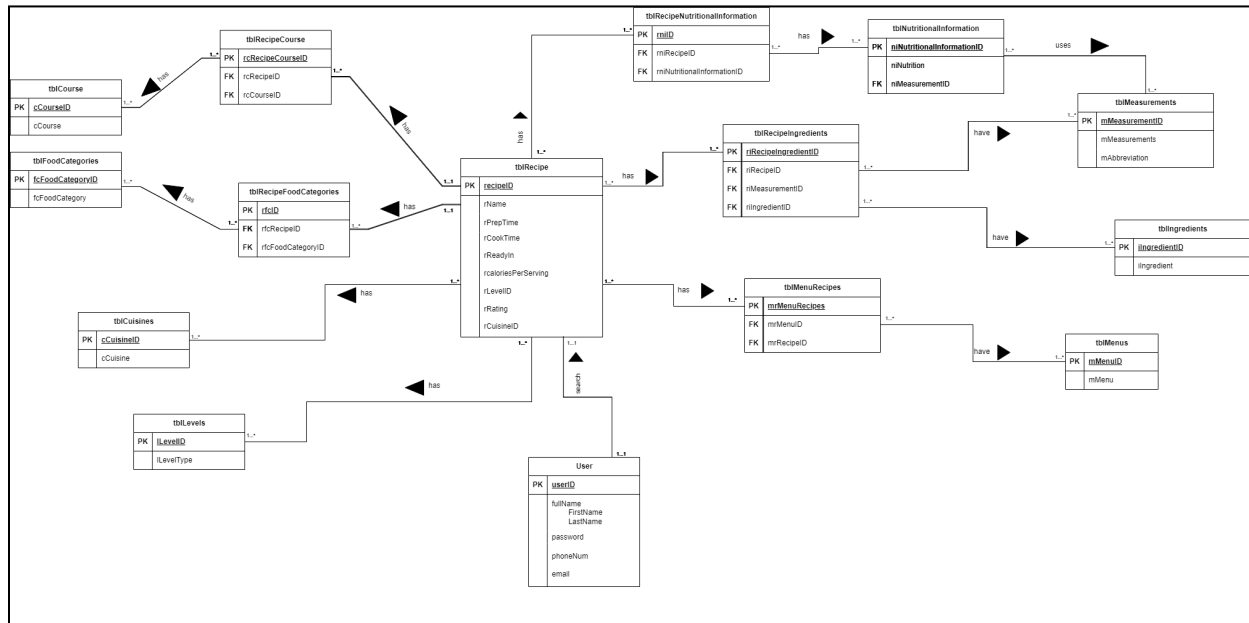 tblRecipeNutritionalInformation
PK rniID
FK rniRecipeID
FK rniNutritionalInformationID
1..*
1..*
has
1..*
tblNutritionalInformation
PK niNutritionalInformationID
niNutrition
FK niMeasurementID
1..*
uses
1..*
tblRecipeCourse
PK rcRecipeCourseID
FK rcRecipeID
FK rcCourseID
1..*
1..*
has
tblCourse
PK cCourseID
cCourse
1..*
has
has
tblMeasurements
PK mMeasurementID
mMeasurements
mAbbreviation
1..*
have
tblRecipeIngredients
PK riRecipeIngredientID
FK riRecipeID
FK riMeasurementID
FK riIngredientID
1..*
1..*
1..*
has
tblFoodCategories
PK fcFoodCategoryID
fcFoodCategory
1..*
has
tblRecipeFoodCategories
PK rfcID
FK rfcRecipeID
FK rfcFoodCategoryID
1..*
1..*
has
tblRecipe
PK recipeID
rName
rPrepTime
rCookTime
rReadyIn
rcaloriesPerServing
rLevelID
rRating
rCuisineID
1..*
1..1
1..1
1..*
1..*
1..*
1..*
1..1
tblIngredients
PK iIngredientID
iIngredient
1..*
have
has
tblMenuRecipes
PK mrMenuRecipes
FK mrMenuID
FK mrRecipeID
1..*
1..*
have
has
tblCuisines
PK cCuisineID
cCuisine
1..*
tblMenus
PK mMenuID
mMenu
1..*
has
search
tblLevels
PK lLevelID
lLevelType
1..*
1..1
User
PK userID
fullName
FirstName
LastName
password
phoneNum
email